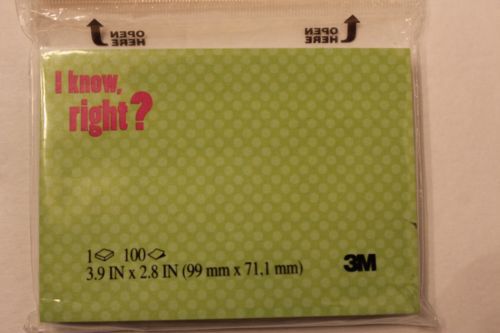 OPEN HERE
OPEN HERE
I know,
right?
1 100
3.9 IN x 2.8 IN (99 mm x 71,1 mm)
3M